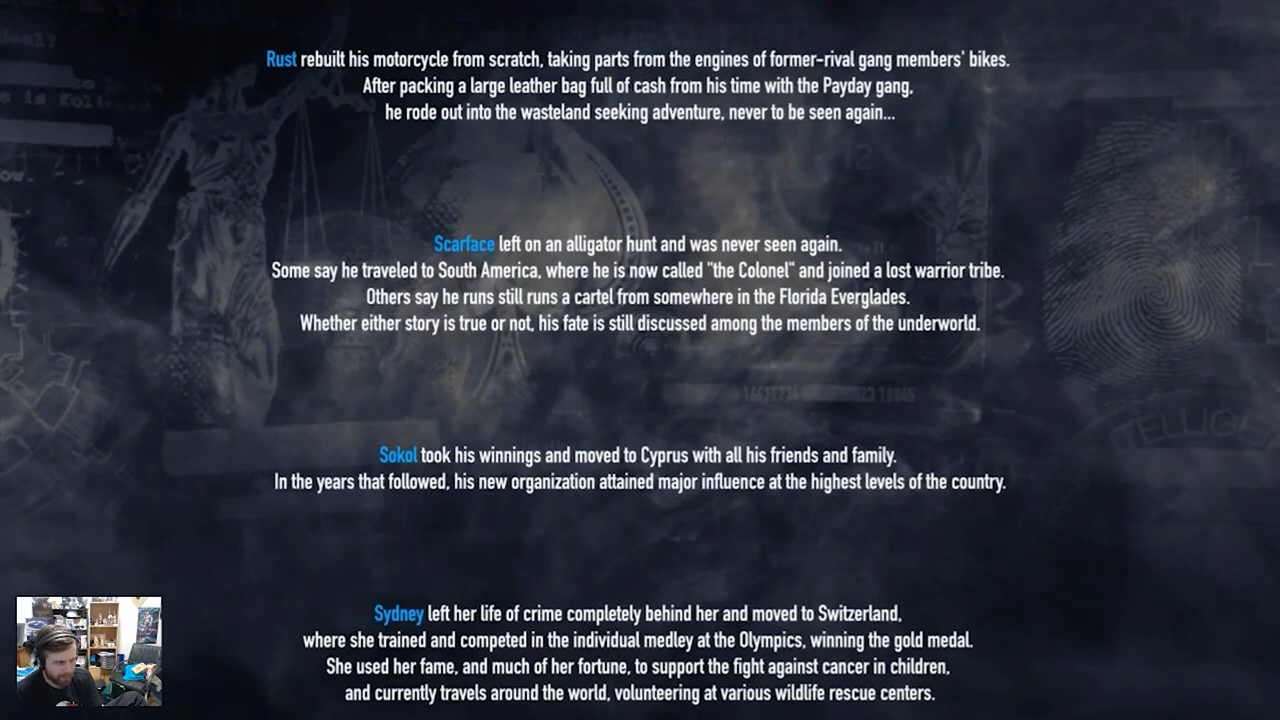 Rust rebuilt his motorcycle from scratch, taking parts from the engines of former-rival gang members' bikes.
After packing a large leather bag full of cash from his time with the Payday gang,
he rode out into the wasteland seeking adventure, never to be seen again...
Scarface left on an alligator hunt and was never seen again.
Some say he traveled to South America, where he is now called "the Colonel" and joined a lost warrior tribe.
Others say he runs still runs a cartel from somewhere in the Florida Everglades.
Whether either story is true or not, his fate is still discussed among the members of the underworld.
Sokol took his winnings and moved to Cyprus with all his friends and family.
In the years that followed, his new organization attained major influence at the highest levels of the country.
Sydney left her life of crime completely behind her and moved to Switzerland,
where she trained and competed in the individual medley at the Olympics, winning the gold medal.
She used her fame, and much of her fortune, to support the fight against cancer in children,
and currently travels around the world, volunteering at various wildlife rescue centers.